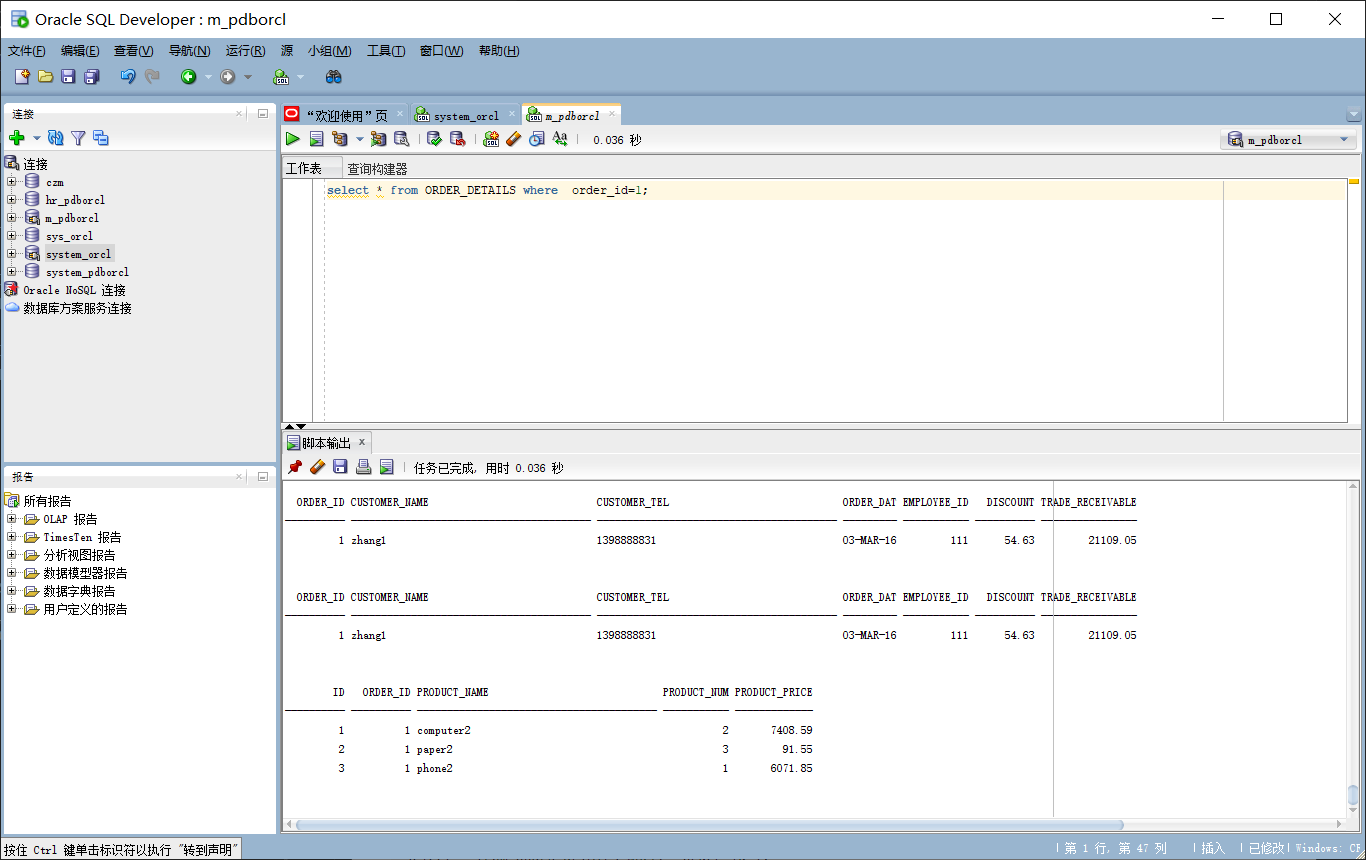 Oracle SQL Developer : m_pdborcl
文件(F) 编辑(E) 查看(V) 导航(N) 运行(R) 源 小组(M) 工具(T) 窗口(W) 帮助(H)
连接
连接
czm
hr_pdborcl
m_pdborcl
sys_orcl
system_orcl
system_pdborcl
Oracle NoSQL 连接
数据库方案服务连接
报告
所有报告
OLAP 报告
TimesTen 报告
分析视图报告
数据模型器报告
数据字典报告
用户定义的报告
“欢迎使用”页 system_orcl m_pdborcl
0.036 秒 m_pdborcl
工作表 查询构建器
select * from ORDER_DETAILS where  order_id=1;
脚本输出
任务已完成, 用时 0.036 秒
ORDER_ID CUSTOMER_NAME CUSTOMER_TEL ORDER_DAT EMPLOYEE_ID DISCOUNT TRADE_RECEIVABLE
1 zhang1 1398888831 03-MAR-16 111 54.63 21109.05
ORDER_ID CUSTOMER_NAME CUSTOMER_TEL ORDER_DAT EMPLOYEE_ID DISCOUNT TRADE_RECEIVABLE
1 zhang1 1398888831 03-MAR-16 111 54.63 21109.05
ID ORDER_ID PRODUCT_NAME PRODUCT_NUM PRODUCT_PRICE
1 1 computer2 2 7408.59
2 1 paper2 3 91.55
3 1 phone2 1 6071.85
按住 Ctrl 键单击标识符以执行 "转到声明" | 第 1 行, 第 47 列 | 插入 | 已修改 | Windows: CF